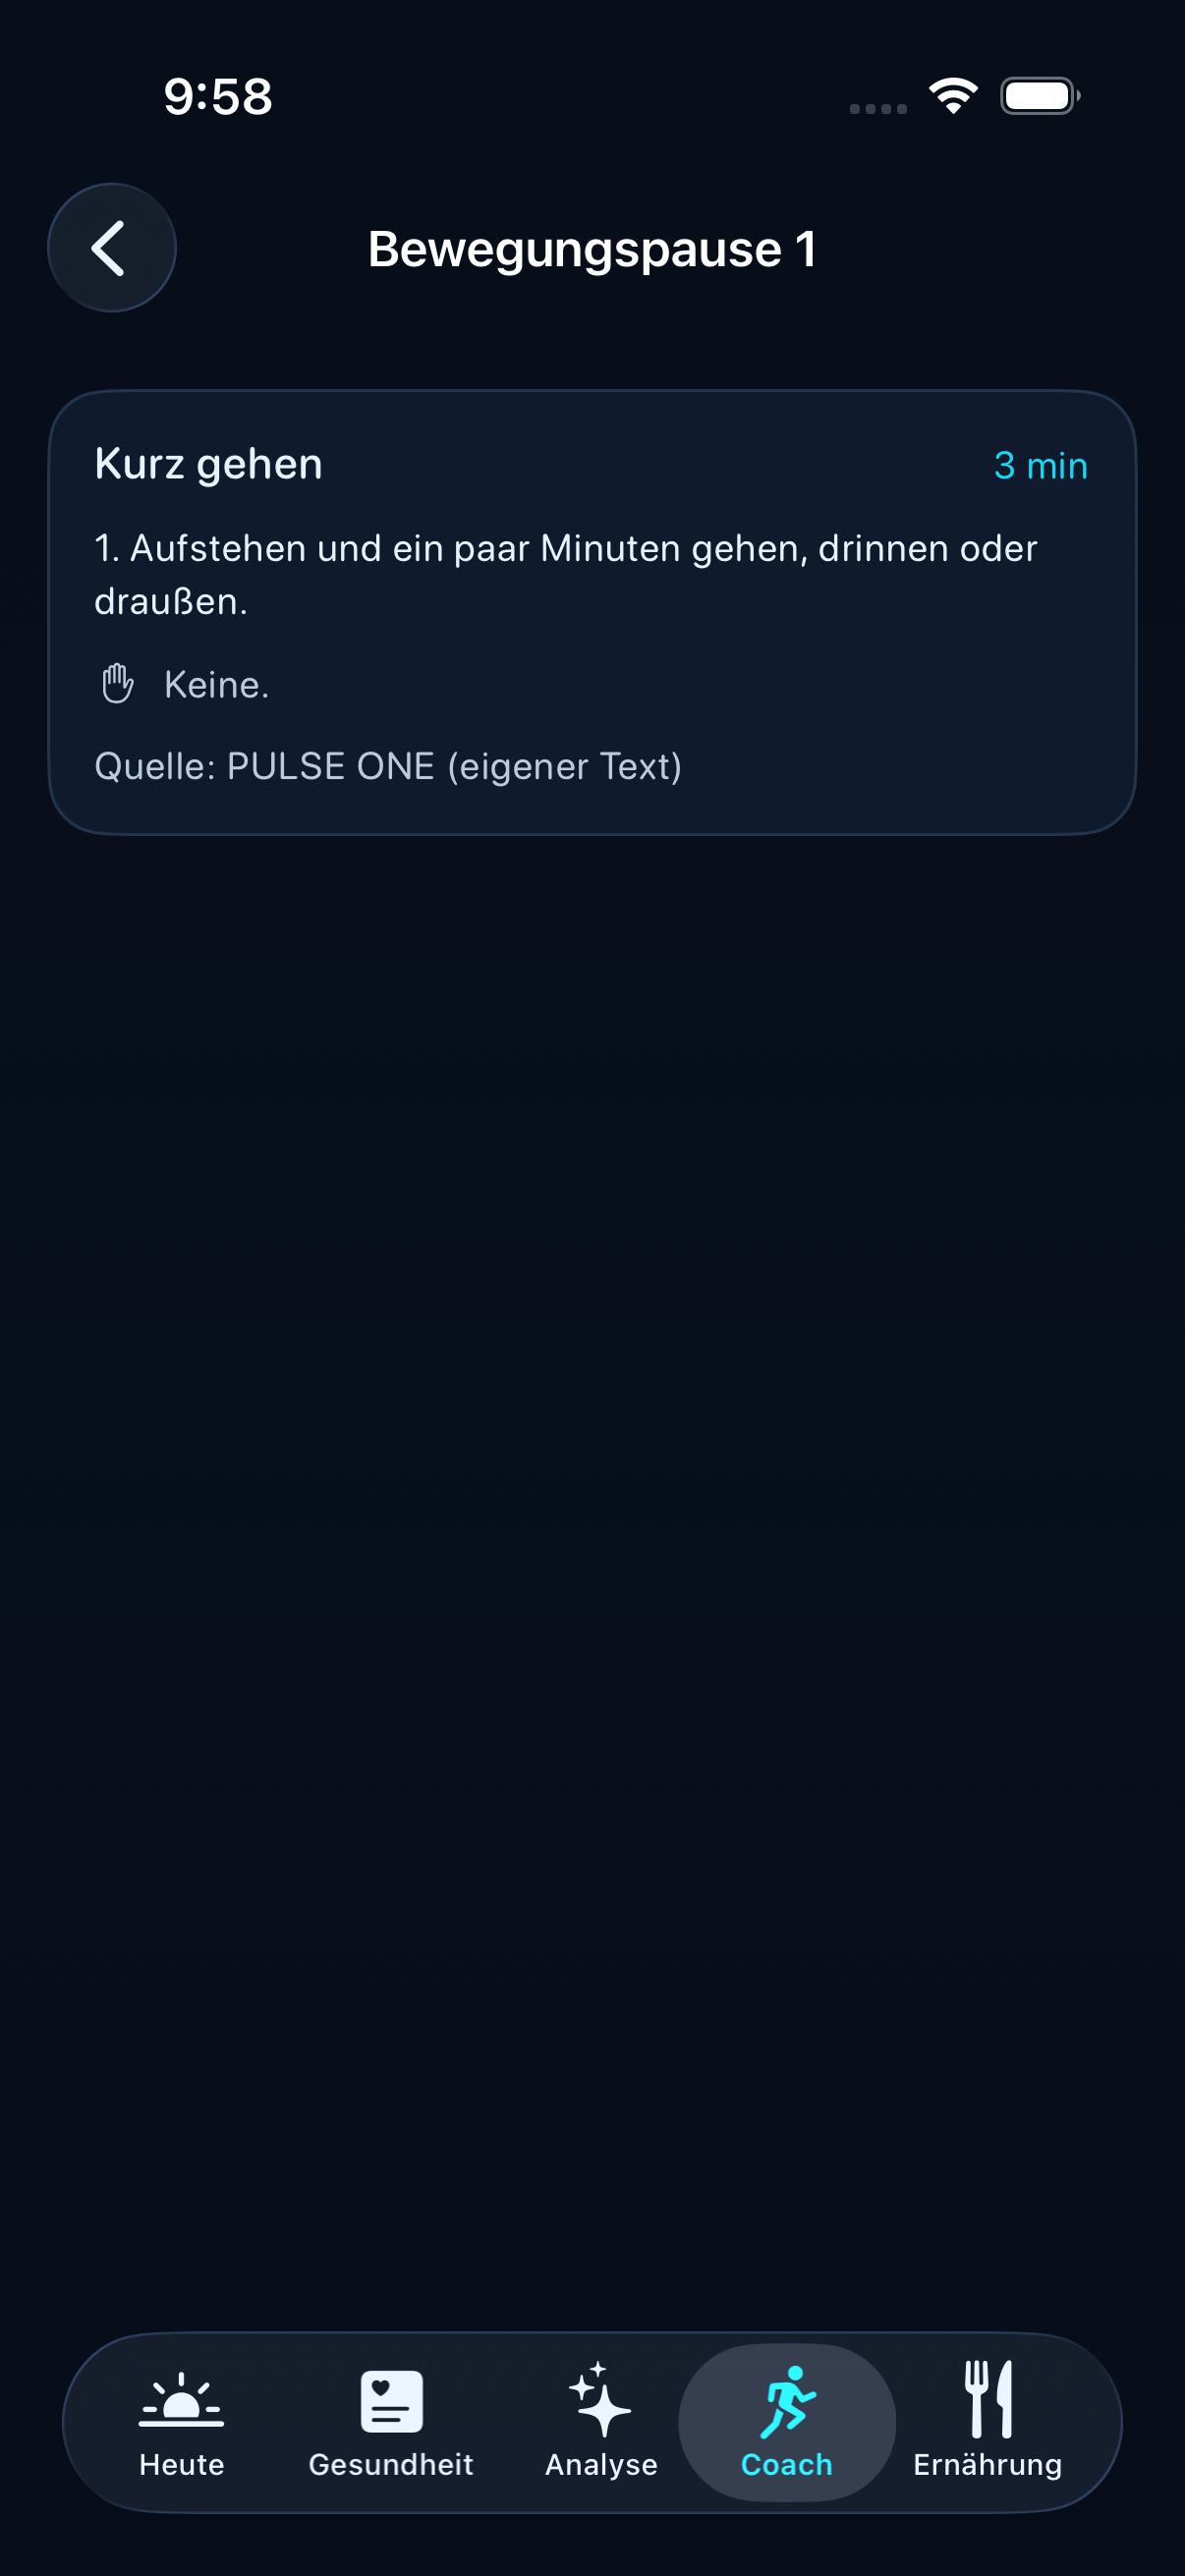 9:58
Bewegungspause 1
Kurz gehen
3 min
1. Aufstehen und ein paar Minuten gehen, drinnen oder
draußen.
Keine.
Quelle: PULSE ONE (eigener Text)
Heute
Gesundheit
Analyse
Coach
Ernährung